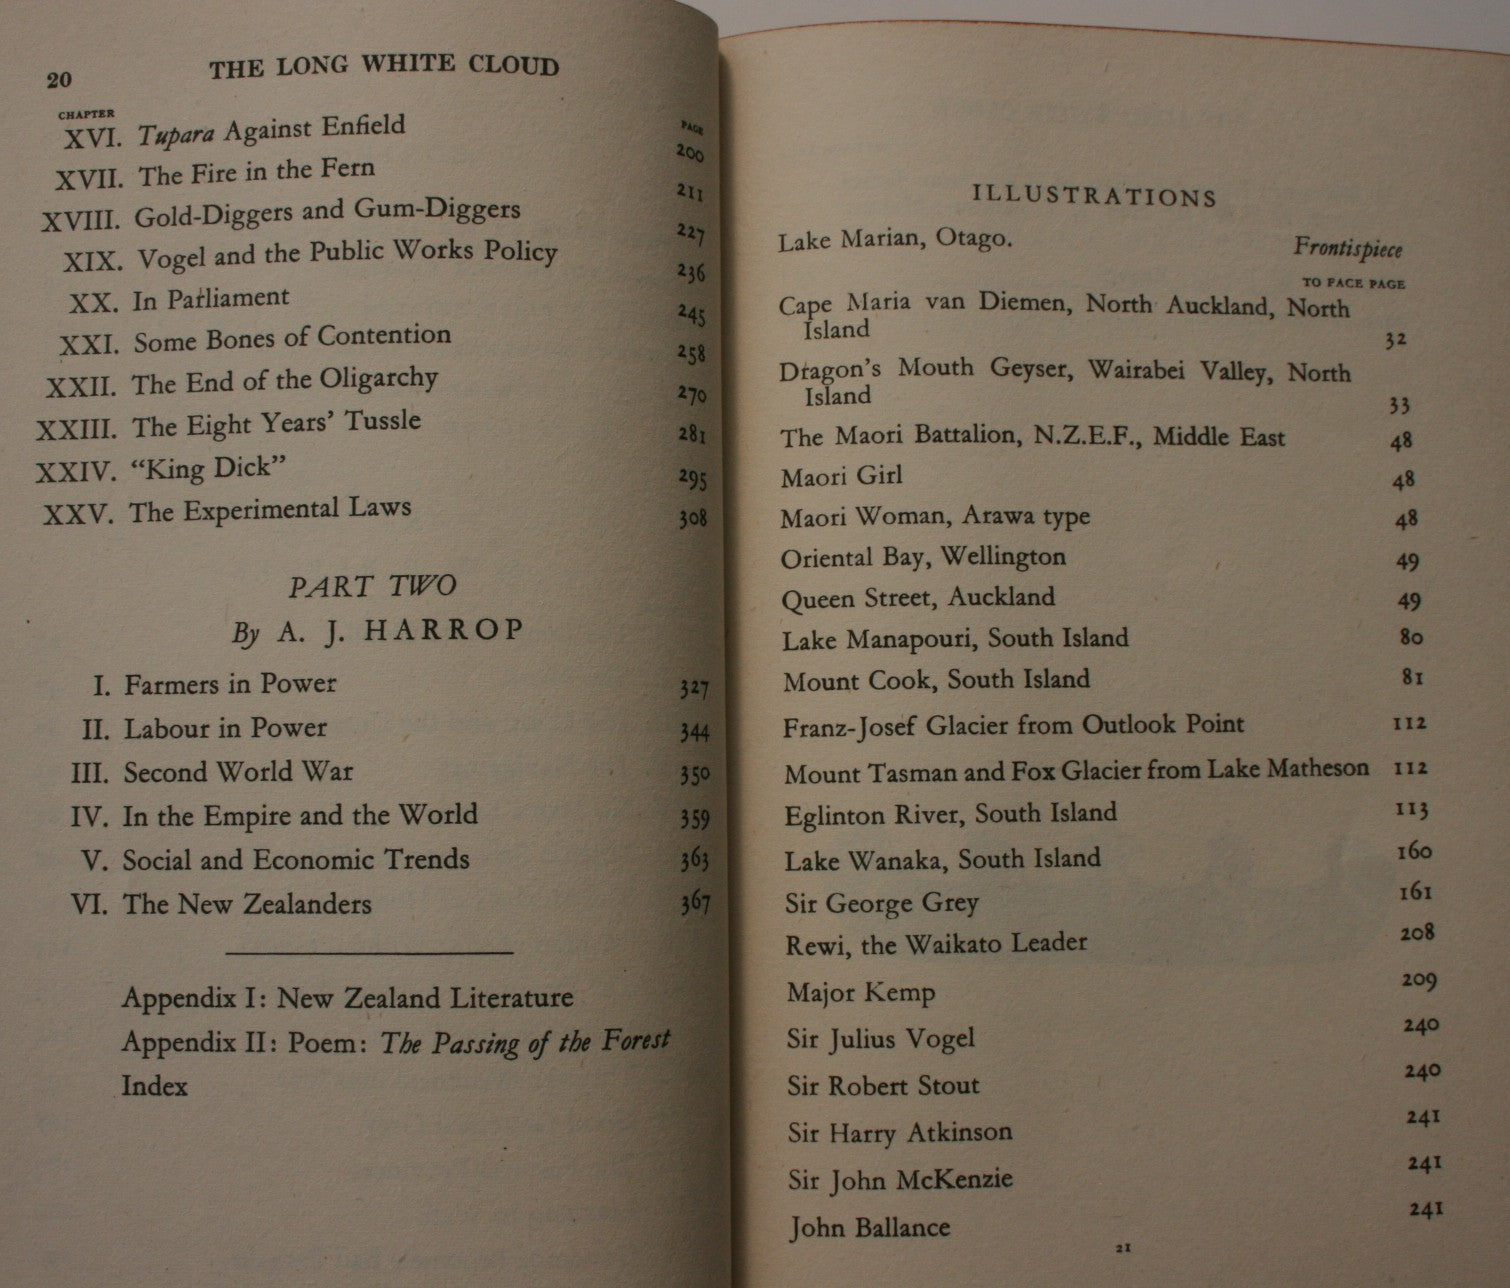 20 THE LONG WHITE CLOUD
CHAPTER PAGE
XVI. Tupara Against Enfield 200
XVII. The Fire in the Fern 211
XVIII. Gold-Diggers and Gum-Diggers 227
XIX. Vogel and the Public Works Policy 236
XX. In Parliament 245
XXI. Some Bones of Contention 258
XXII. The End of the Oligarchy 270
XXIII. The Eight Years' Tussle 281
XXIV. "King Dick" 295
XXV. The Experimental Laws 308
PART TWO
By A. J. HARROP
I. Farmers in Power 327
II. Labour in Power 344
III. Second World War 350
IV. In the Empire and the World 359
V. Social and Economic Trends 363
VI. The New Zealanders 367
Appendix I: New Zealand Literature
Appendix II: Poem: The Passing of the Forest
Index
ILLUSTRATIONS
Lake Marian, Otago. Frontispiece
TO FACE PAGE
Cape Maria van Diemen, North Auckland, North
Island 32
Dragon's Mouth Geyser, Wairabei Valley, North
Island 33
The Maori Battalion, N.Z.E.F., Middle East 48
Maori Girl 48
Maori Woman, Arawa type 48
Oriental Bay, Wellington 49
Queen Street, Auckland 49
Lake Manapouri, South Island 80
Mount Cook, South Island 81
Franz-Josef Glacier from Outlook Point 112
Mount Tasman and Fox Glacier from Lake Matheson 112
Eglinton River, South Island 113
Lake Wanaka, South Island 160
Sir George Grey 161
Rewi, the Waikato Leader 208
Major Kemp 209
Sir Julius Vogel 240
Sir Robert Stout 240
Sir Harry Atkinson 241
Sir John McKenzie 241
John Ballance 241
21